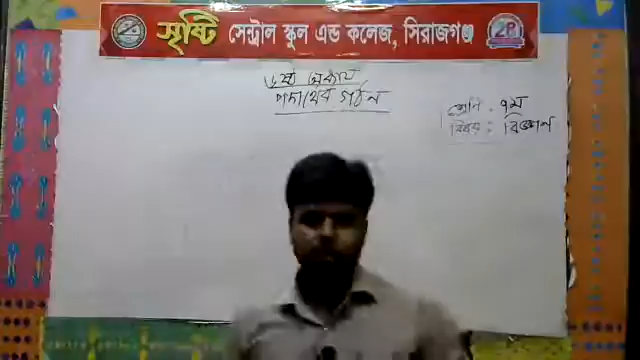 সৃষ্টি সেন্ট্রাল স্কুল এন্ড কলেজ, সিরাজগঞ্জ
৬ষ্ঠ অধ্যায়
পদার্থের গঠন
শ্রেণি : ৭ম
বিষয় : বিজ্ঞান